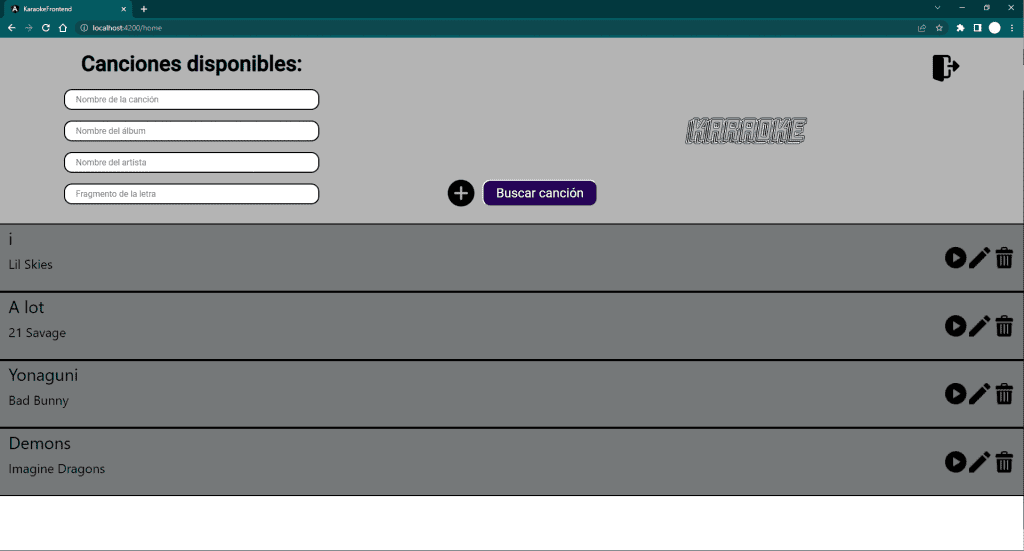 KaraokeFrontend
localhost:4200/home
Canciones disponibles:
Nombre de la canción
Nombre del álbum
KARAOKE
Nombre del artista
Fragmento de la letra
Buscar canción
i
Lil Skies
A lot
21 Savage
Yonaguni
Bad Bunny
Demons
Imagine Dragons